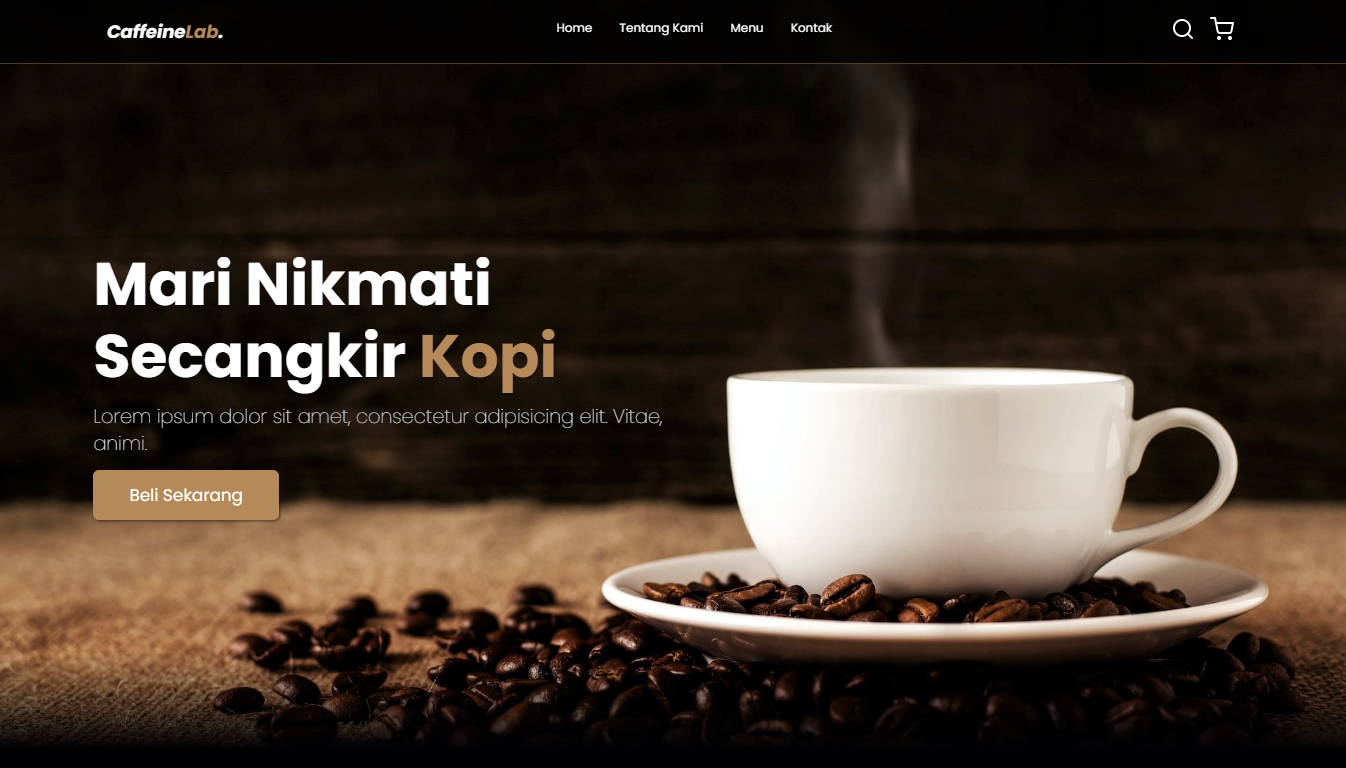 CaffeineLab.
Home Tentang Kami Menu Kontak
Mari Nikmati
Secangkir Kopi
Lorem ipsum dolor sit amet, consectetur adipisicing elit. Vitae,
animi.
Beli Sekarang